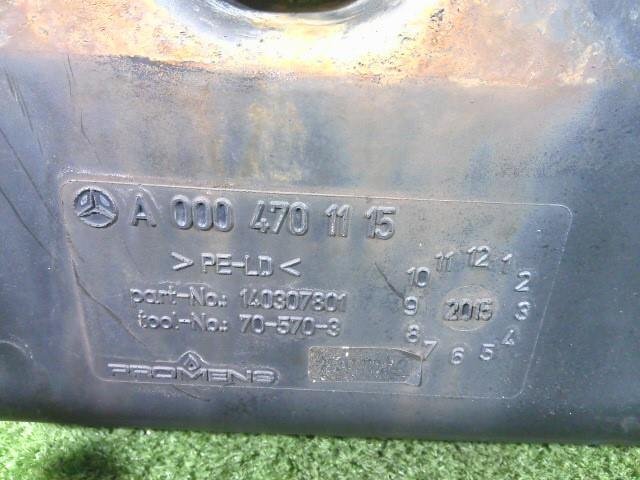 A 000 470 11 15
> PE-LD <
part-No.: 140307801
tool-No.: 70-570-3
PROMENS
10 11 12 1 2
9 2015 3
8 7 6 5 4